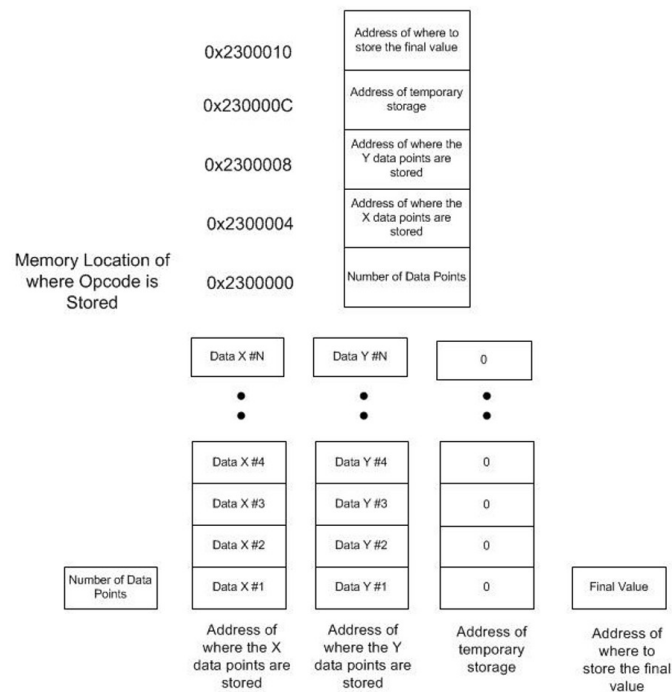 0x2300010
Address of where to
store the final value
0x230000C
Address of temporary
storage
0x2300008
Address of where the
Y data points are
stored
0x2300004
Address of where the
X data points are
stored
Memory Location of
where Opcode is
Stored
0x2300000
Number of Data Points
Data X #N
Data Y #N
0
Data X #4
Data Y #4
0
Data X #3
Data Y #3
0
Data X #2
Data Y #2
0
Number of Data
Points
Data X #1
Data Y #1
0
Final Value
Address of
where the X
data points are
stored
Address of
where the Y
data points are
stored
Address of
temporary
storage
Address of
where to
store the final
value